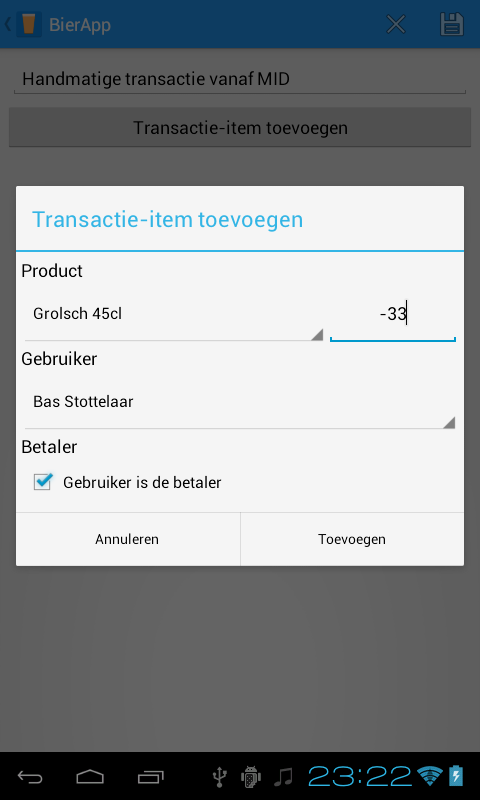 BierApp
Handmatige transactie vanaf MID
Transactie-item toevoegen
Transactie-item toevoegen
Product
Grolsch 45cl -33
Gebruiker
Bas Stottelaar
Betaler
Gebruiker is de betaler
Annuleren Toevoegen
23:22